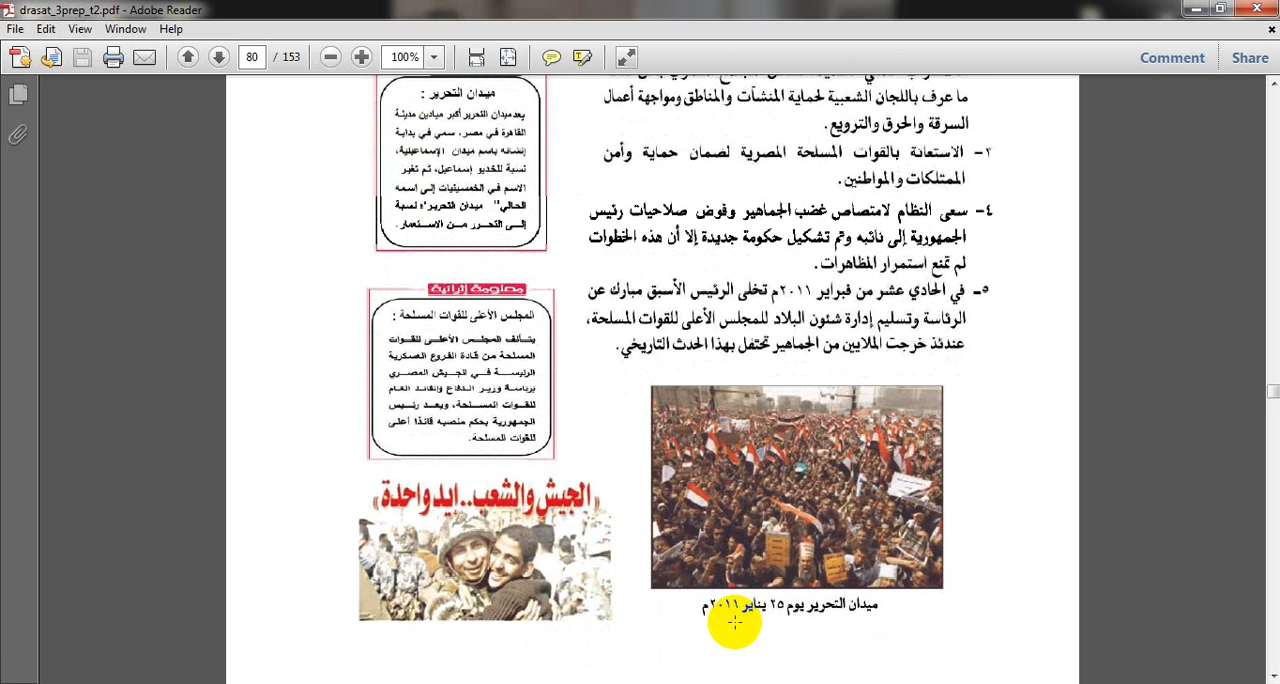 drasat_3prep_t2.pdf - Adobe Reader
File Edit View Window Help
80 / 153 100% Comment Share
ما عرف باللجان الشعبية لحماية المنشآت والمناطق ومواجهة أعمال
السرقة والحرق والترويع.
٣- الاستعانة بالقوات المسلحة المصرية لضمان حماية وأمن
الممتلكات والمواطنين.
٤- سعى النظام لامتصاص غضب الجماهير وفوض صلاحيات رئيس
الجمهورية إلى نائبه وتم تشكيل حكومة جديدة إلا أن هذه الخطوات
لم تمنع استمرار المظاهرات.
٥- في الحادي عشر من فبراير ٢٠١١م تخلى الرئيس الأسبق مبارك عن
الرئاسة وتسليم إدارة شئون البلاد للمجلس الأعلى للقوات المسلحة،
عندئذ خرجت الملايين من الجماهير تحتفل بهذا الحدث التاريخي.
ميدان التحرير يوم ٢٥ يناير ٢٠١١م
ميدان التحرير :
يعد ميدان التحرير أكبر ميادين مدينة
القاهرة في مصر، سمي في بداية
إنشائه باسم ميدان الإسماعيلية،
نسبة للخديو إسماعيل، ثم تغير
الاسم في الخمسينيات إلى اسمه
الحالي" ميدان التحرير"؛ نسبة
إلى التحرر من الاستعمار.
معلومة إثرائية
المجلس الأعلى للقوات المسلحة :
يتألف المجلس الأعلى للقوات
المسلحة من قادة الفروع العسكرية
الرئيسة في الجيش المصري
برئاسة وزير الدفاع والقائد العام
للقوات المسلحة، ويعد رئيس
الجمهورية بحكم منصبه قائدًا أعلى
للقوات المسلحة.
«الجيش والشعب.. إيد واحدة»